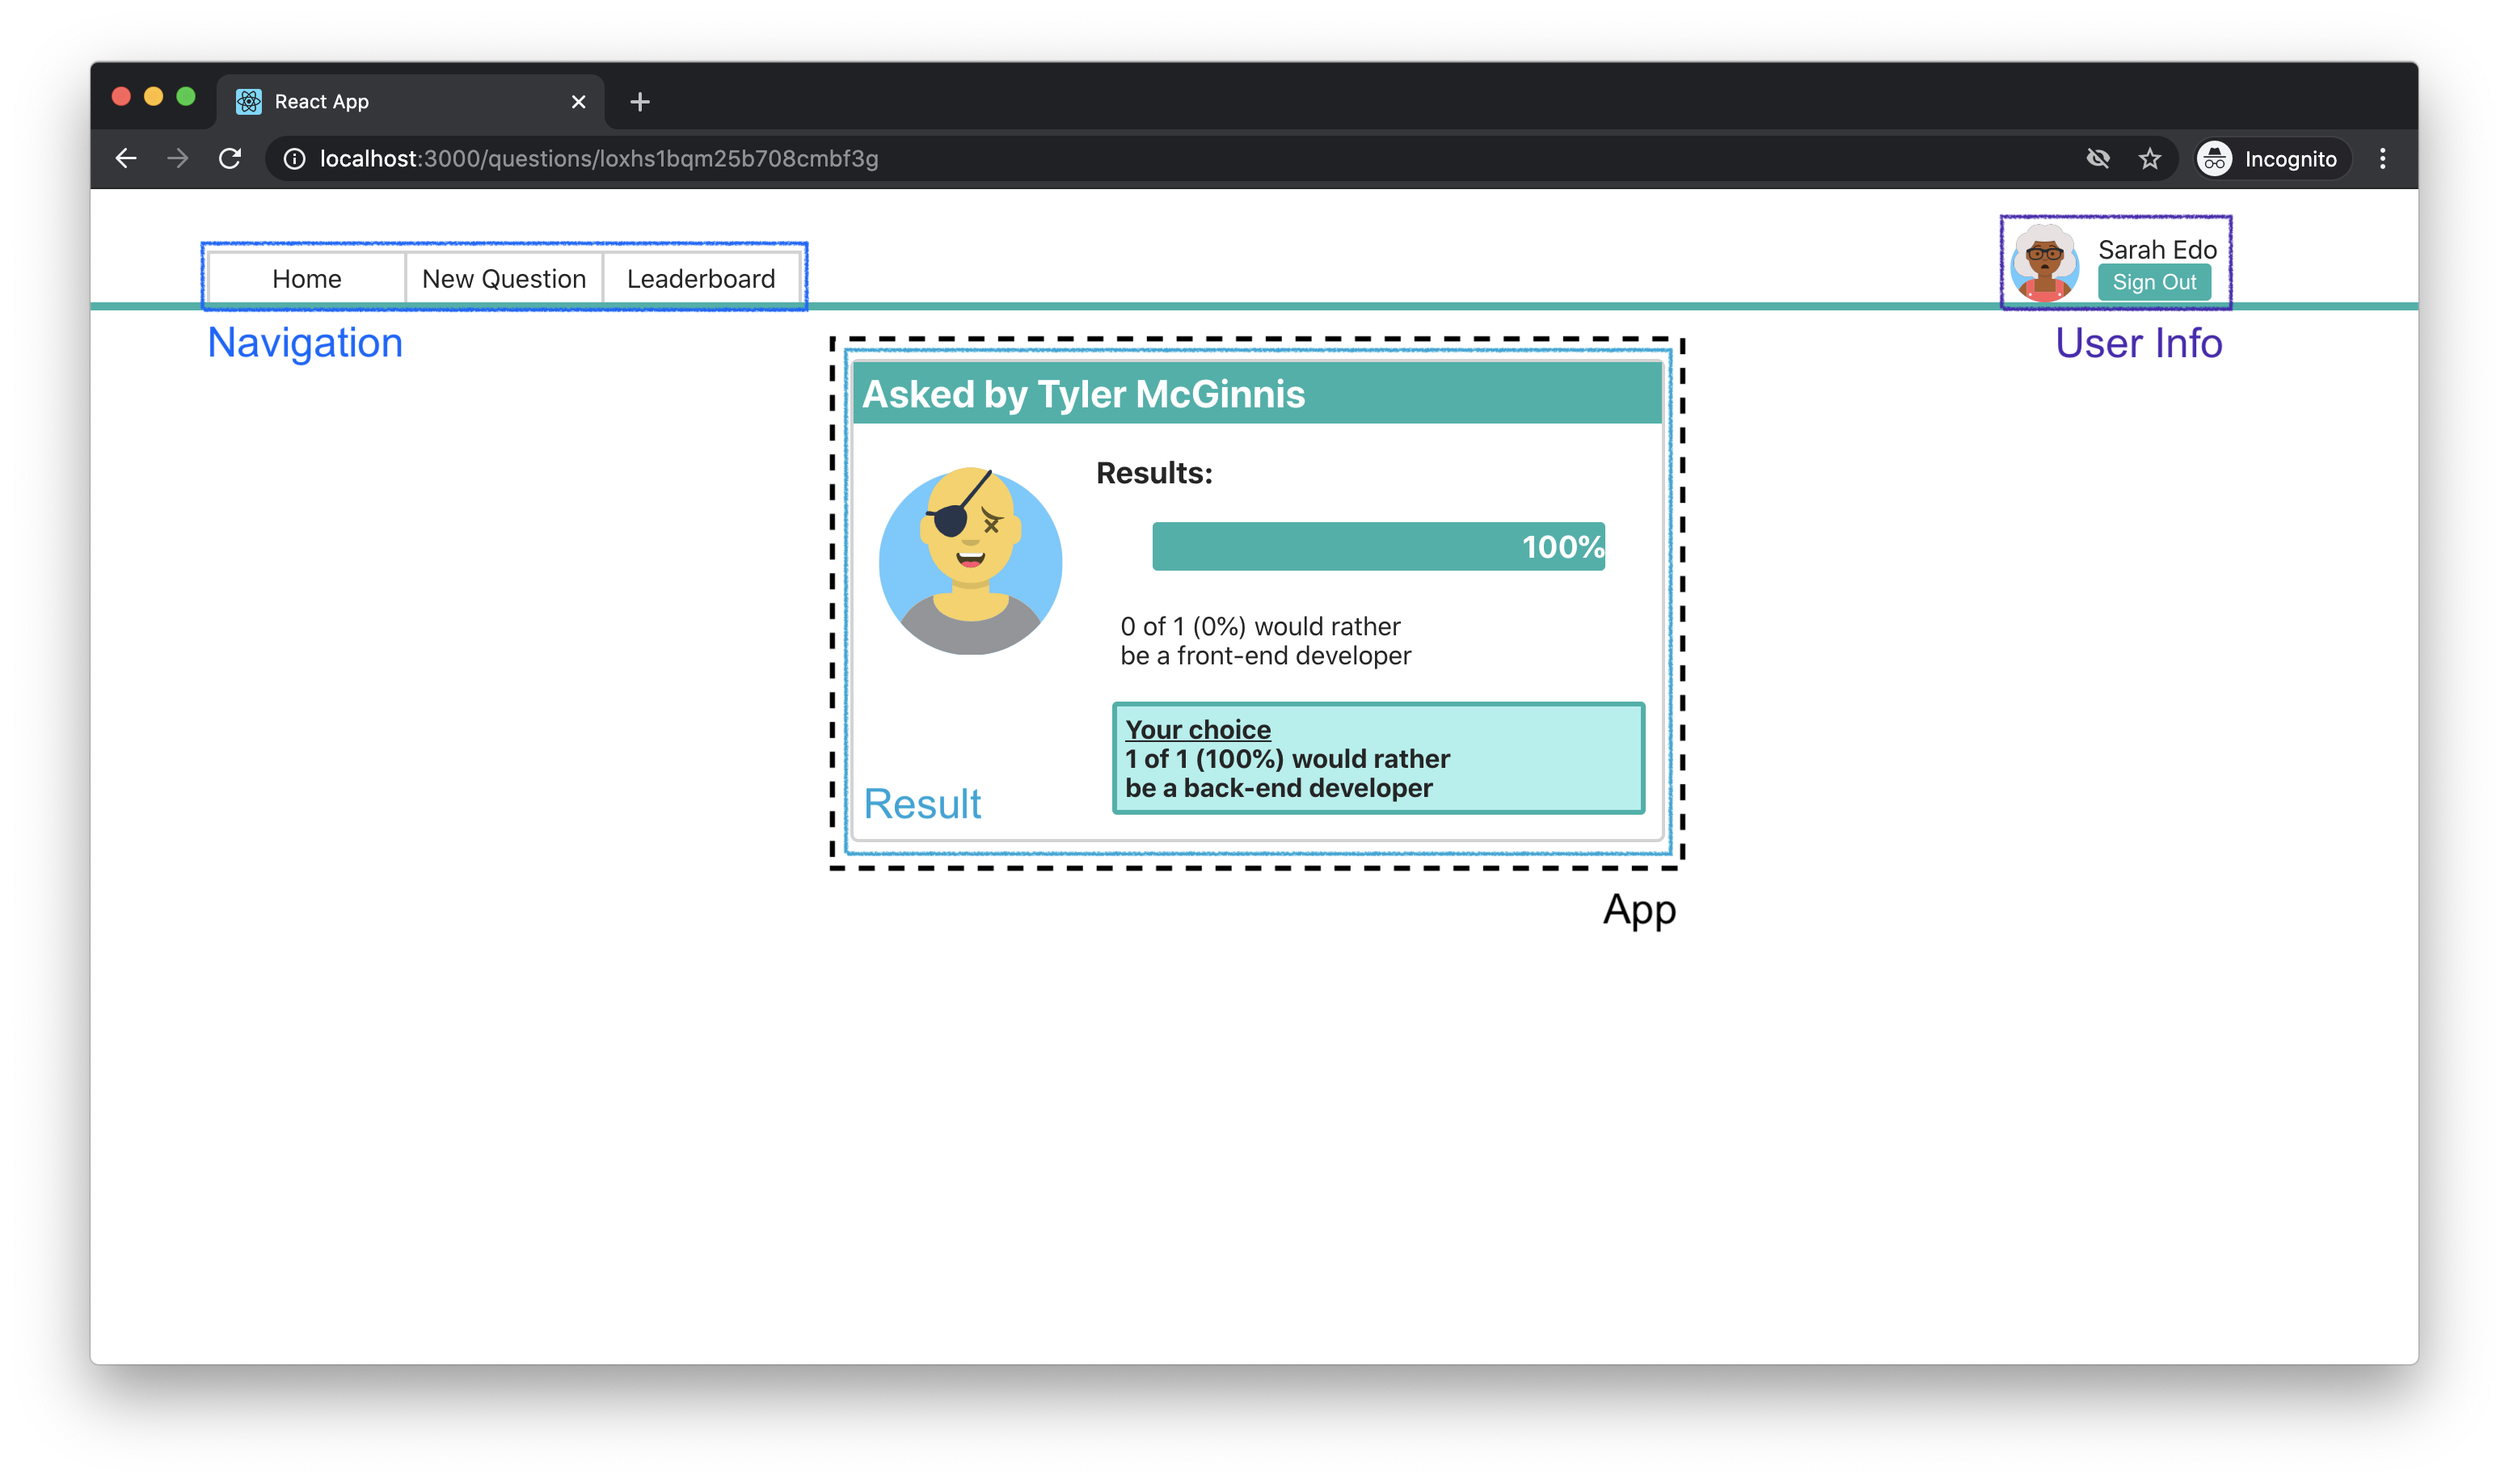 React App
localhost:3000/questions/loxhs1bqm25b708cmbf3g
Incognito
Home New Question Leaderboard
Sarah Edo
Sign Out
Navigation
User Info
Asked by Tyler McGinnis
Results:
100%
0 of 1 (0%) would rather
be a front-end developer
Your choice
1 of 1 (100%) would rather
be a back-end developer
Result
App